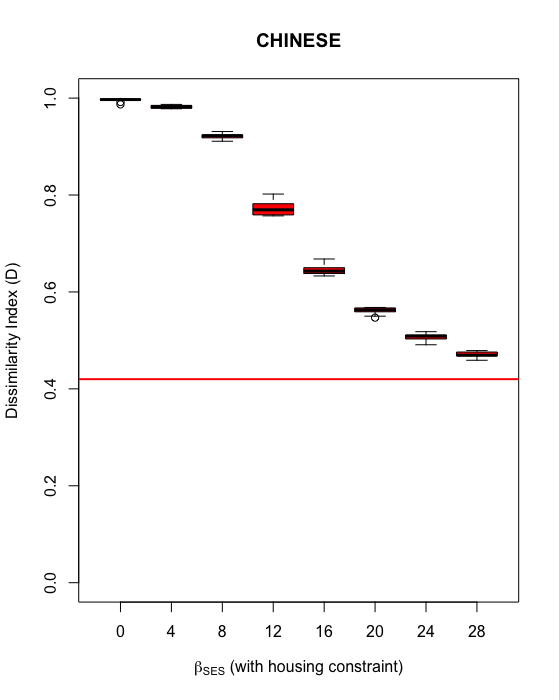 CHINESE
Dissimilarity Index (D)
1.0
0.8
0.6
0.4
0.2
0.0
0 4 8 12 16 20 24 28
βSES (with housing constraint)